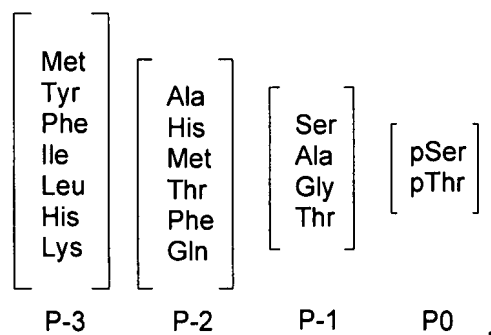 Met
Tyr
Phe
Ile
Leu
His
Lys
P-3
Ala
His
Met
Thr
Phe
Gln
P-2
Ser
Ala
Gly
Thr
P-1
pSer
pThr
P0
.